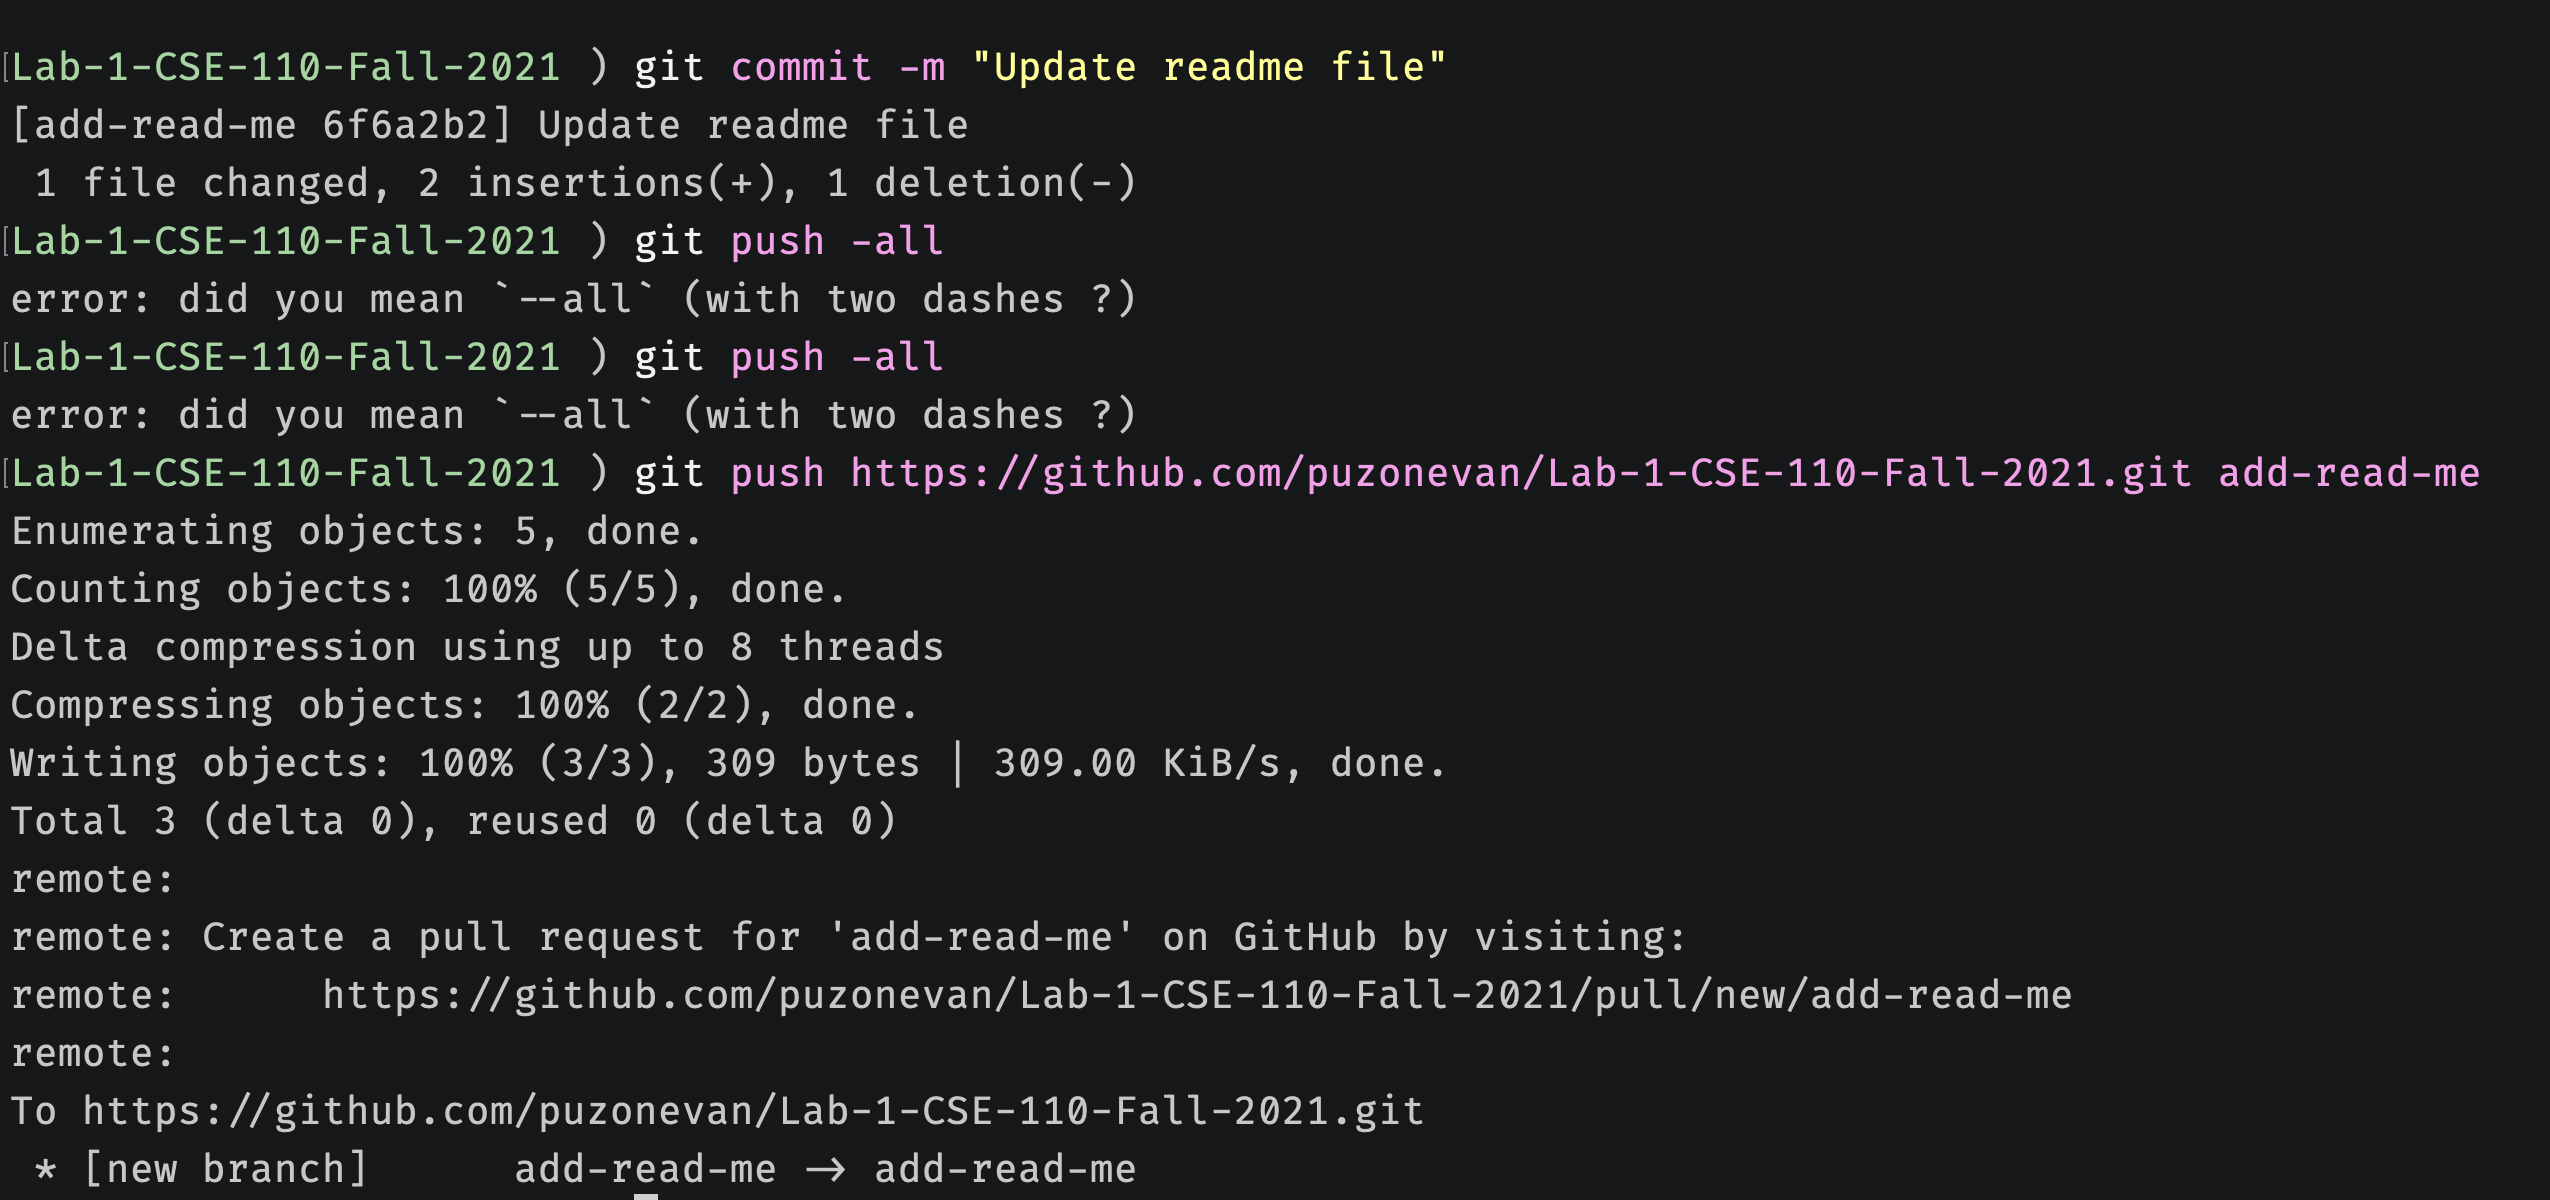 [Lab-1-CSE-110-Fall-2021 ) git commit -m "Update readme file"
[add-read-me 6f6a2b2] Update readme file
 1 file changed, 2 insertions(+), 1 deletion(-)
[Lab-1-CSE-110-Fall-2021 ) git push -all
error: did you mean `--all` (with two dashes ?)
[Lab-1-CSE-110-Fall-2021 ) git push -all
error: did you mean `--all` (with two dashes ?)
[Lab-1-CSE-110-Fall-2021 ) git push https://github.com/puzonevan/Lab-1-CSE-110-Fall-2021.git add-read-me
Enumerating objects: 5, done.
Counting objects: 100% (5/5), done.
Delta compression using up to 8 threads
Compressing objects: 100% (2/2), done.
Writing objects: 100% (3/3), 309 bytes | 309.00 KiB/s, done.
Total 3 (delta 0), reused 0 (delta 0)
remote:
remote: Create a pull request for 'add-read-me' on GitHub by visiting:
remote:      https://github.com/puzonevan/Lab-1-CSE-110-Fall-2021/pull/new/add-read-me
remote:
To https://github.com/puzonevan/Lab-1-CSE-110-Fall-2021.git
 * [new branch]      add-read-me -> add-read-me